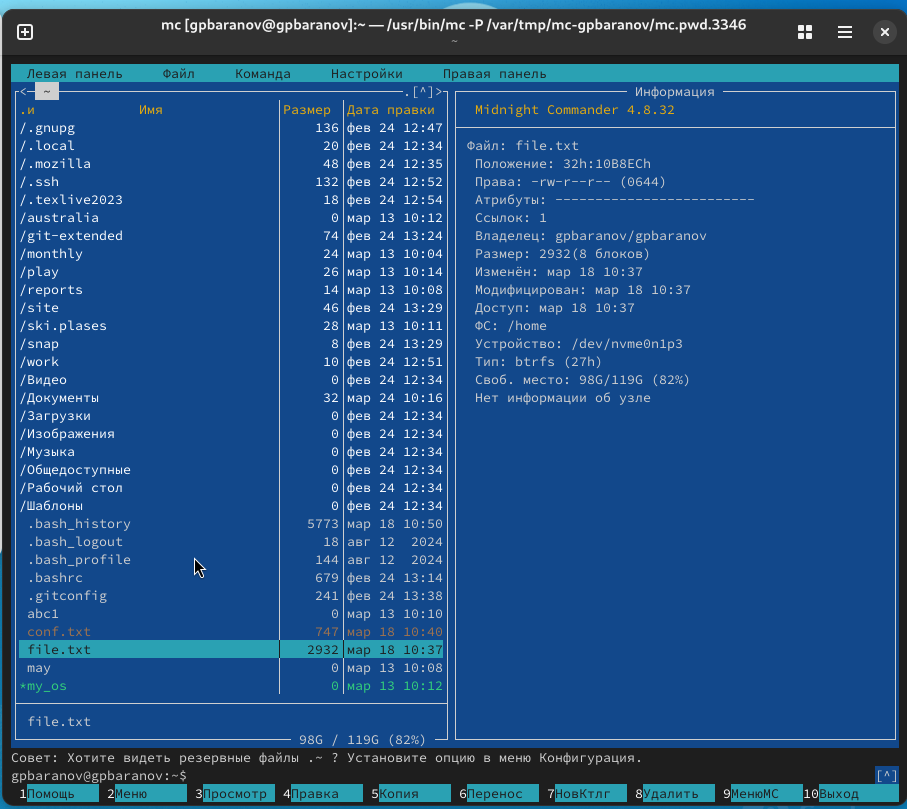 mc [gpbaranov@gpbaranov]:~ — /usr/bin/mc -P /var/tmp/mc-gpbaranov/mc.pwd.3346
~
Левая панель Файл Команда Настройки Правая панель
<─ ~ ─.[^]>
.и Имя Размер Дата правки
/.gnupg 136 фев 24 12:47
/.local 20 фев 24 12:34
/.mozilla 48 фев 24 12:35
/.ssh 132 фев 24 12:52
/.texlive2023 18 фев 24 12:54
/australia 0 мар 13 10:12
/git-extended 74 фев 24 13:24
/monthly 24 мар 13 10:04
/play 26 мар 13 10:14
/reports 14 мар 13 10:08
/site 46 фев 24 13:29
/ski.plases 28 мар 13 10:11
/snap 8 фев 24 13:29
/work 10 фев 24 12:51
/Видео 0 фев 24 12:34
/Документы 32 мар 24 10:16
/Загрузки 0 фев 24 12:34
/Изображения 0 фев 24 12:34
/Музыка 0 фев 24 12:34
/Общедоступные 0 фев 24 12:34
/Рабочий стол 0 фев 24 12:34
/Шаблоны 0 фев 24 12:34
.bash_history 5773 мар 18 10:50
.bash_logout 18 авг 12 2024
.bash_profile 144 авг 12 2024
.bashrc 679 фев 24 13:14
.gitconfig 241 фев 24 13:38
abc1 0 мар 13 10:10
conf.txt 747 мар 18 10:40
file.txt 2932 мар 18 10:37
may 0 мар 13 10:08
*my_os 0 мар 13 10:12
file.txt
98G / 119G (82%)
Информация
Midnight Commander 4.8.32
Файл: file.txt
Положение: 32h:10B8ECh
Права: -rw-r--r-- (0644)
Атрибуты: -------------------------
Ссылок: 1
Владелец: gpbaranov/gpbaranov
Размер: 2932(8 блоков)
Изменён: мар 18 10:37
Модифицирован: мар 18 10:37
Доступ: мар 18 10:37
ФС: /home
Устройство: /dev/nvme0n1p3
Тип: btrfs (27h)
Своб. место: 98G/119G (82%)
Нет информации об узле
Совет: Хотите видеть резервные файлы .~ ? Установите опцию в меню Конфигурация.
gpbaranov@gpbaranov:~$ [^]
1Помощь 2Меню 3Просмотр 4Правка 5Копия 6Перенос 7НовКтлг 8Удалить 9МенюМС 10Выход